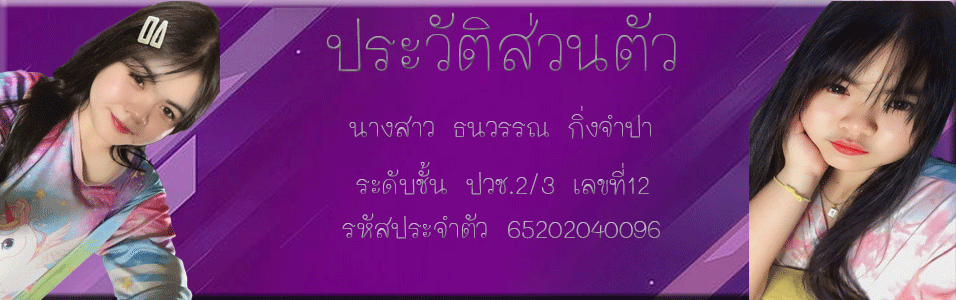 ประวัติส่วนตัว
นางสาว ธนวรรณ กิ่งจำปา
ระดับชั้น ปวช.2/3 เลขที่12
รหัสประจำตัว 65202040096